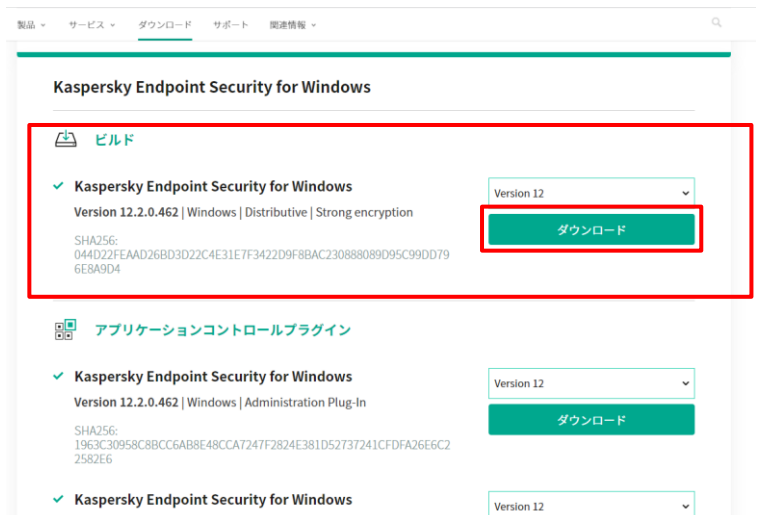 製品 サービス ダウンロード サポート 関連情報
Kaspersky Endpoint Security for Windows
ビルド
Kaspersky Endpoint Security for Windows
Version 12
Version 12.2.0.462 | Windows | Distributive | Strong encryption
ダウンロード
SHA256:
044D22FEAAD26BD3D22C4E31E7F3422D9F8BAC230888089D95C99DD79
6E8A9D4
アプリケーションコントロールプラグイン
Kaspersky Endpoint Security for Windows
Version 12
Version 12.2.0.462 | Windows | Administration Plug-In
ダウンロード
SHA256:
1963C30958C8BCC6AB8E48CCA7247F2824E381D52737241CFDFA26E6C2
2582E6
Kaspersky Endpoint Security for Windows
Version 12